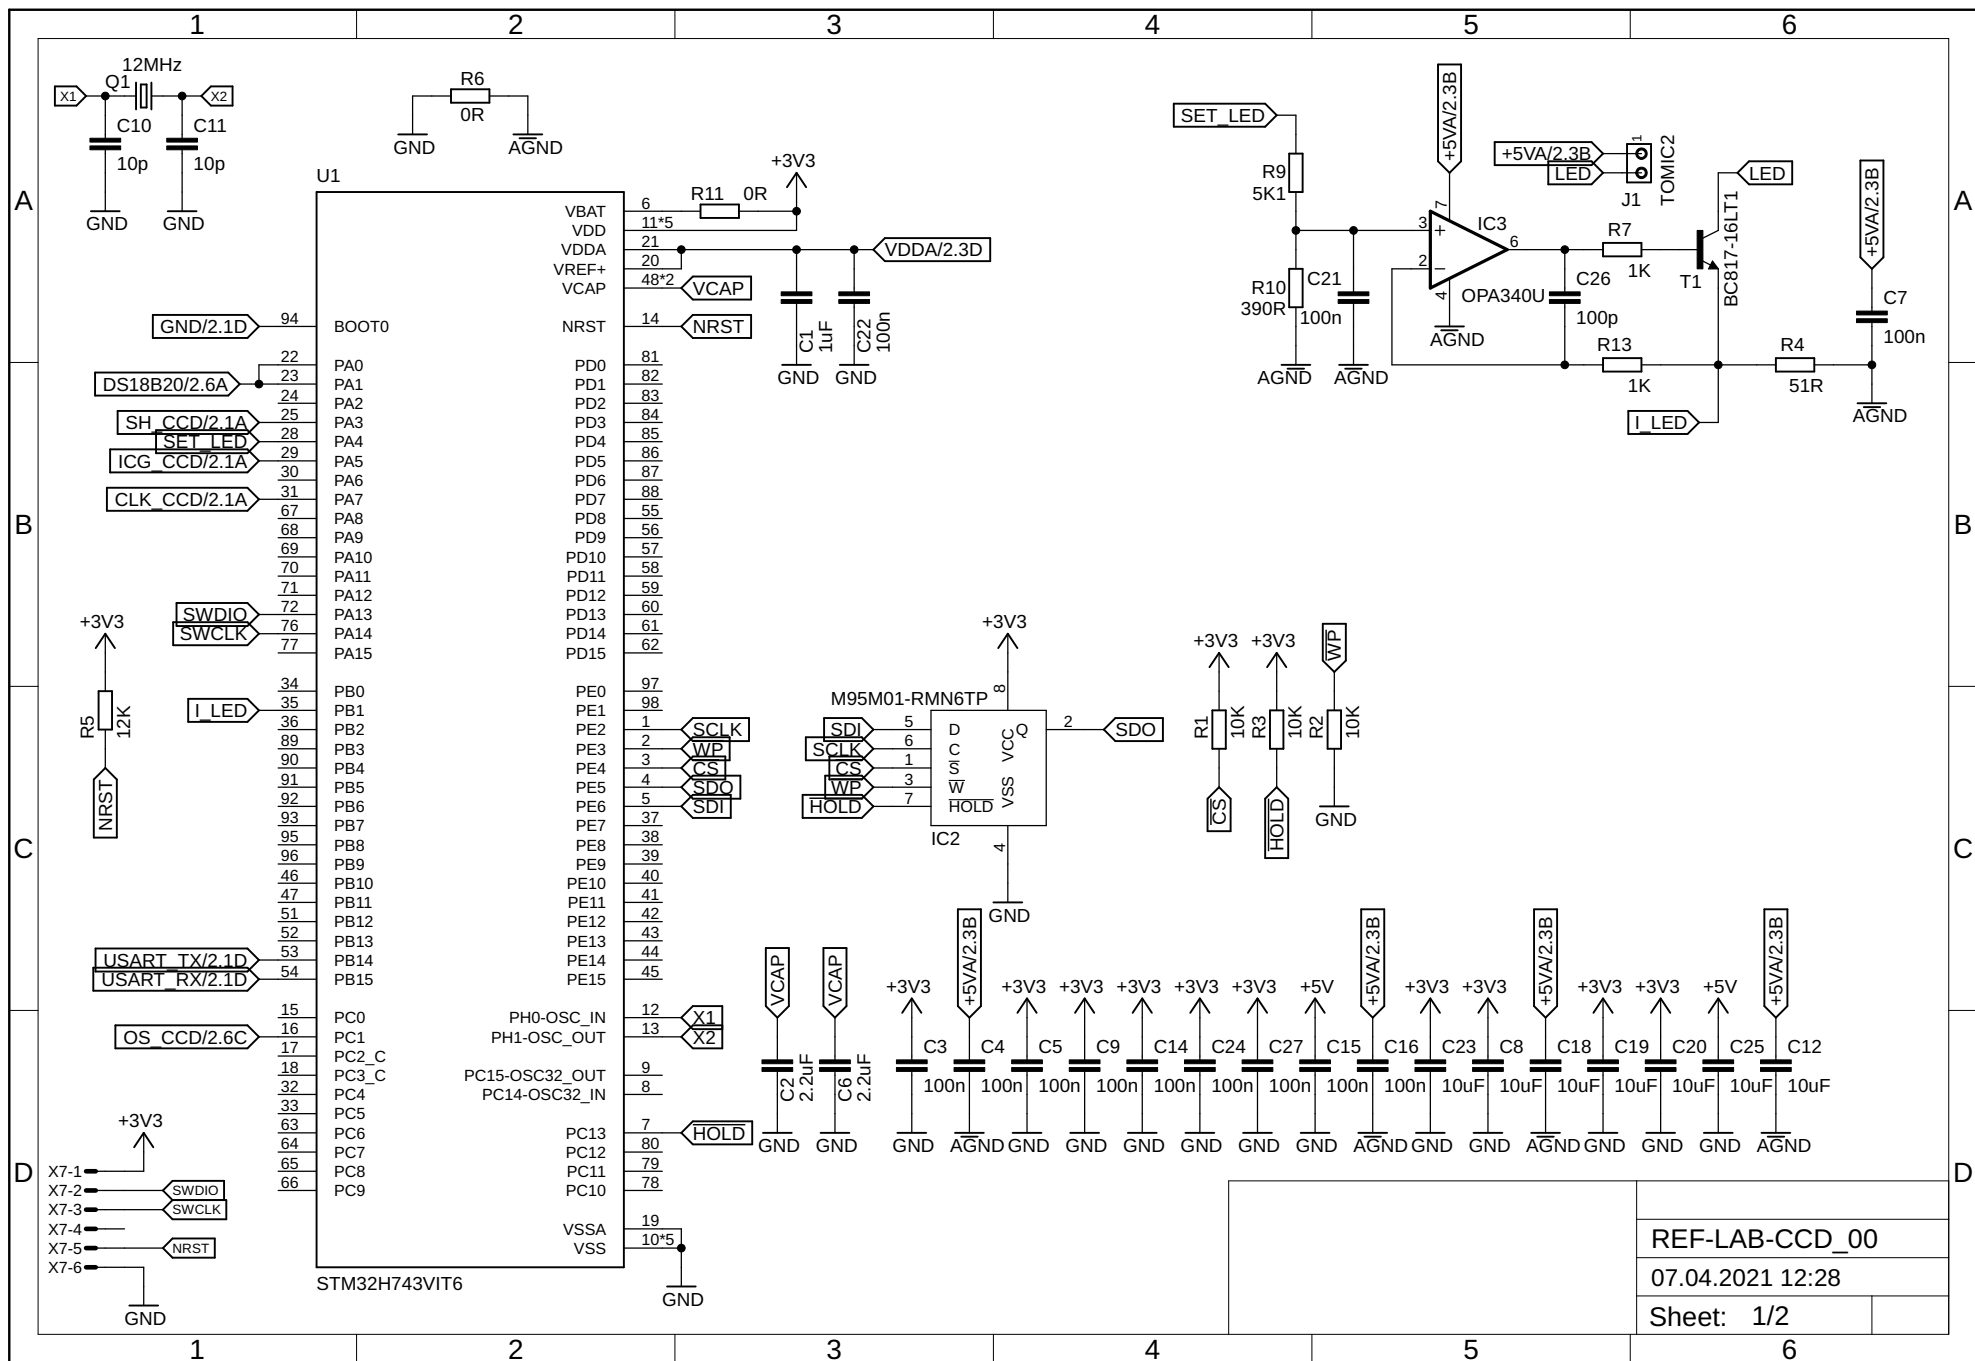 1 2 3 4 5 6
A
B
C
D
A
B
C
D
12MHz
Q1
X1
X2
C10
10p
C11
10p
GND
GND
R6
0R
GND
AGND
U1
VBAT 6
VDD 11*5
VDDA 21
VREF+ 20
VCAP 48*2 VCAP
R11 0R
+3V3
VDDA/2.3D
C1
1uF
C22
100n
GND
GND
GND/2.1D 94 BOOT0
NRST 14 NRST
22 PA0
DS18B20/2.6A 23 PA1
24 PA2
SH_CCD/2.1A 25 PA3
SET_LED 28 PA4
ICG_CCD/2.1A 29 PA5
30 PA6
CLK_CCD/2.1A 31 PA7
67 PA8
68 PA9
69 PA10
70 PA11
71 PA12
SWDIO 72 PA13
SWCLK 76 PA14
77 PA15
PD0 81
PD1 82
PD2 83
PD3 84
PD4 85
PD5 86
PD6 87
PD7 88
PD8 55
PD9 56
PD10 57
PD11 58
PD12 59
PD13 60
PD14 61
PD15 62
+3V3
R5
12K
NRST
34 PB0
I_LED 35 PB1
36 PB2
89 PB3
90 PB4
91 PB5
92 PB6
93 PB7
95 PB8
96 PB9
46 PB10
47 PB11
51 PB12
52 PB13
USART_TX/2.1D 53 PB14
USART_RX/2.1D 54 PB15
PE0 97
PE1 98
PE2 1 SCLK
PE3 2 WP
PE4 3 CS
PE5 4 SDO
PE6 5 SDI
PE7 37
PE8 38
PE9 39
PE10 40
PE11 41
PE12 42
PE13 43
PE14 44
PE15 45
15 PC0
OS_CCD/2.6C 16 PC1
17 PC2_C
18 PC3_C
32 PC4
33 PC5
63 PC6
64 PC7
65 PC8
66 PC9
PH0-OSC_IN 12 X1
PH1-OSC_OUT 13 X2
PC15-OSC32_OUT 9
PC14-OSC32_IN 8
PC13 7 HOLD
PC12 80
PC11 79
PC10 78
VSSA 19
VSS 10*5
GND
STM32H743VIT6
+3V3
X7-1
X7-2 SWDIO
X7-3 SWCLK
X7-4
X7-5 NRST
X7-6
GND
SET_LED
R9
5K1
R10
390R
C21
100n
AGND
AGND
+5VA/2.3B
7
3 +
2 −
4
6
IC3
OPA340U
AGND
C26
100p
R7
1K
R13
1K
T1
BC817-16LT1
LED
+5VA/2.3B
LED
1
J1
TOMIC2
R4
51R
I_LED
+5VA/2.3B
C7
100n
AGND
+3V3
8
M95M01-RMN6TP
SDI 5 D
SCLK 6 C
CS 1 S
WP 3 W
HOLD 7 HOLD
VCC
VSS
Q 2 SDO
IC2
4
GND
+3V3
R1
10K
CS
+3V3
R3
10K
HOLD
WP
R2
10K
GND
VCAP
C2
2.2uF
GND
VCAP
C6
2.2uF
GND
+3V3 +5VA/2.3B +3V3 +3V3 +3V3 +3V3 +3V3 +5V +5VA/2.3B +3V3 +3V3 +5VA/2.3B +3V3 +3V3 +5V +5VA/2.3B
C3 C4 C5 C9 C14 C24 C27 C15 C16 C23 C8 C18 C19 C20 C25 C12
100n 100n 100n 100n 100n 100n 100n 100n 100n 10uF 10uF 10uF 10uF 10uF 10uF 10uF
GND AGND GND GND GND GND GND GND AGND GND GND AGND GND GND GND AGND
REF-LAB-CCD_00
07.04.2021 12:28
Sheet: 1/2
1 2 3 4 5 6